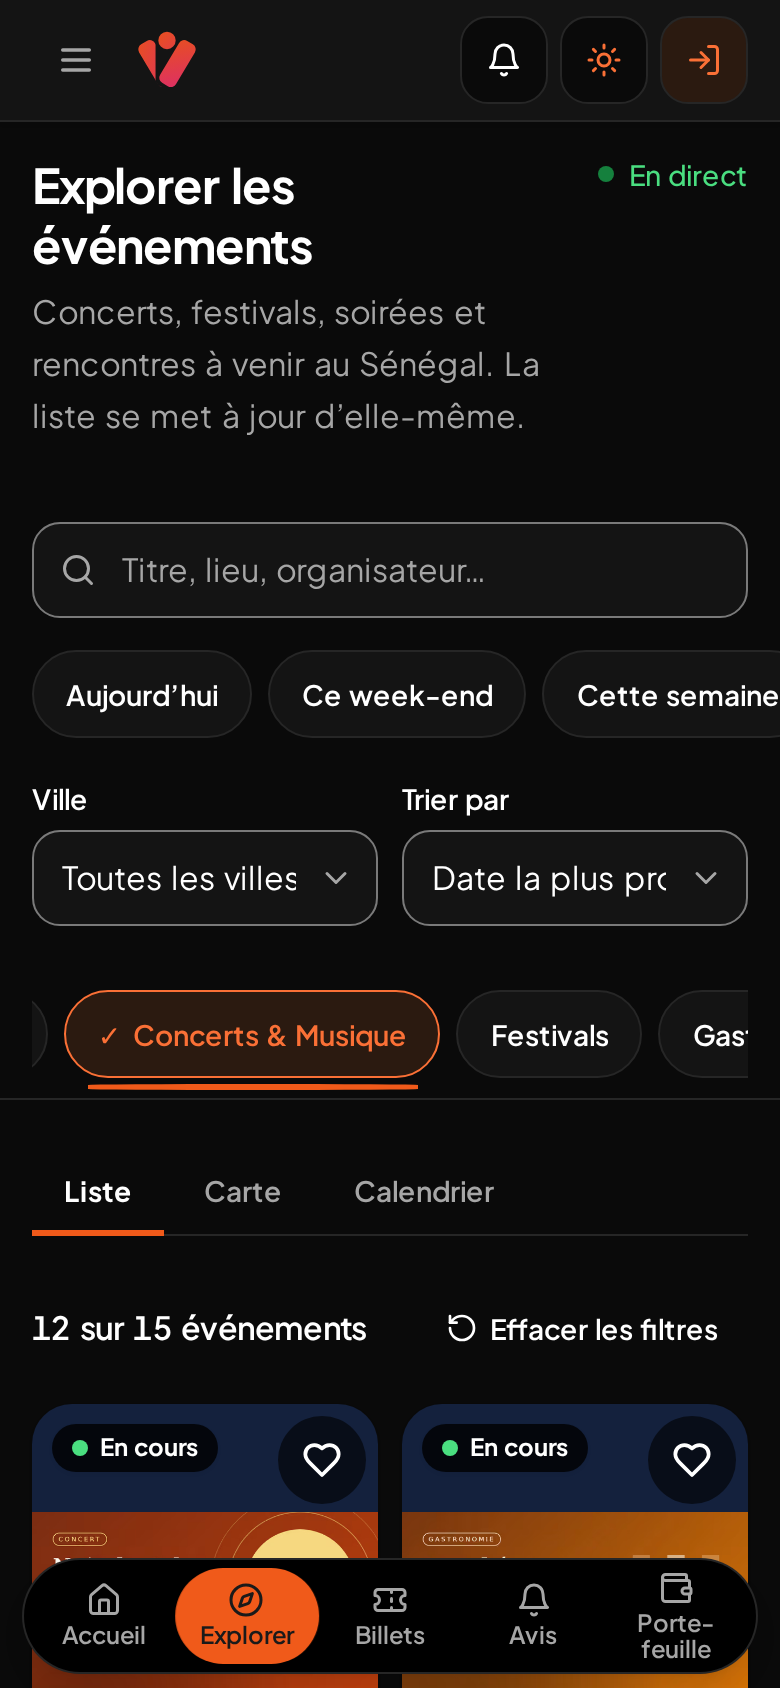 Explorer les
événements
En direct
Concerts, festivals, soirées et
rencontres à venir au Sénégal. La
liste se met à jour d’elle-même.
Titre, lieu, organisateur…
Aujourd’hui
Ce week-end
Cette semaine
Ville
Trier par
Toutes les villes
Date la plus pro
✓ Concerts & Musique
Festivals
Gast
Liste
Carte
Calendrier
12 sur 15 événements
Effacer les filtres
En cours
En cours
CONCERT
GASTRONOMIE
Accueil
Explorer
Billets
Avis
Porte-
feuille